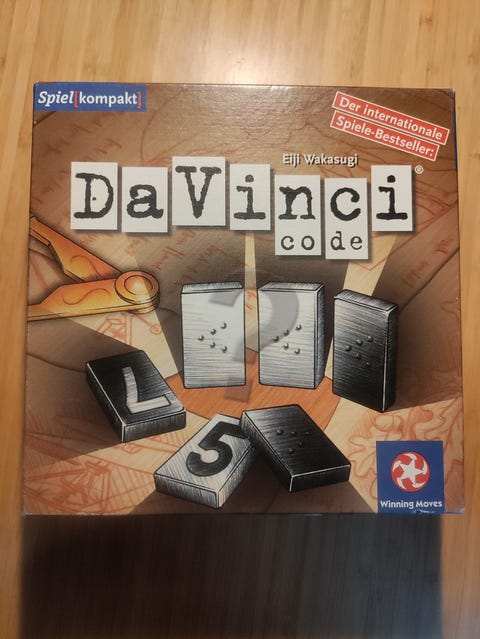 Spiel[kompakt]
Der internationale
Spiele-Bestseller:
Eiji Wakasugi
DaVinci®
code
?
7
5
Winning Moves